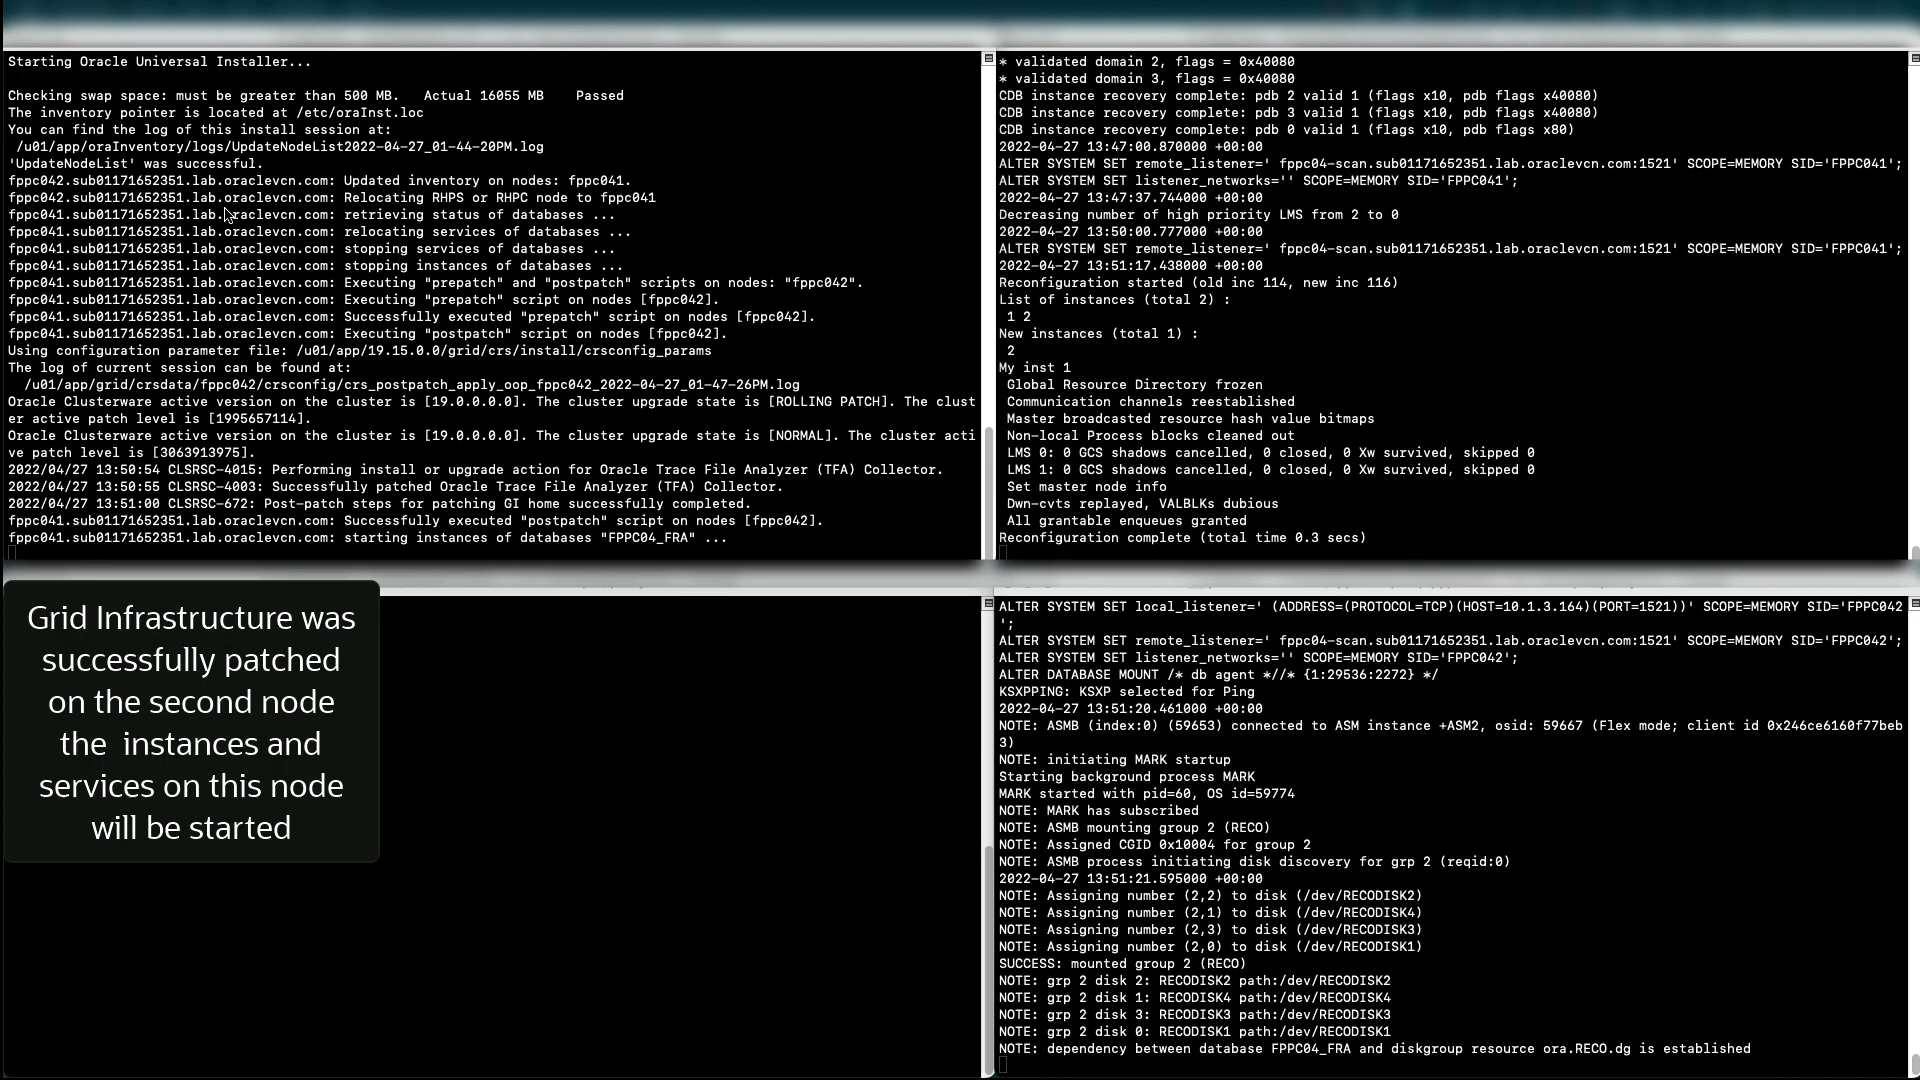 Starting Oracle Universal Installer...
Checking swap space: must be greater than 500 MB.   Actual 16055 MB    Passed
The inventory pointer is located at /etc/oraInst.loc
You can find the log of this install session at:
 /u01/app/oraInventory/logs/UpdateNodeList2022-04-27_01-44-20PM.log
'UpdateNodeList' was successful.
fppc042.sub01171652351.lab.oraclevcn.com: Updated inventory on nodes: fppc041.
fppc042.sub01171652351.lab.oraclevcn.com: Relocating RHPS or RHPC node to fppc041
fppc041.sub01171652351.lab.oraclevcn.com: retrieving status of databases ...
fppc041.sub01171652351.lab.oraclevcn.com: relocating services of databases ...
fppc041.sub01171652351.lab.oraclevcn.com: stopping services of databases ...
fppc041.sub01171652351.lab.oraclevcn.com: stopping instances of databases ...
fppc041.sub01171652351.lab.oraclevcn.com: Executing "prepatch" and "postpatch" scripts on nodes: "fppc042".
fppc041.sub01171652351.lab.oraclevcn.com: Executing "prepatch" script on nodes [fppc042].
fppc041.sub01171652351.lab.oraclevcn.com: Successfully executed "prepatch" script on nodes [fppc042].
fppc041.sub01171652351.lab.oraclevcn.com: Executing "postpatch" script on nodes [fppc042].
Using configuration parameter file: /u01/app/19.15.0.0/grid/crs/install/crsconfig_params
The log of current session can be found at:
  /u01/app/grid/crsdata/fppc042/crsconfig/crs_postpatch_apply_oop_fppc042_2022-04-27_01-47-26PM.log
Oracle Clusterware active version on the cluster is [19.0.0.0.0]. The cluster upgrade state is [ROLLING PATCH]. The clust
er active patch level is [1995657114].
Oracle Clusterware active version on the cluster is [19.0.0.0.0]. The cluster upgrade state is [NORMAL]. The cluster acti
ve patch level is [3063913975].
2022/04/27 13:50:54 CLSRSC-4015: Performing install or upgrade action for Oracle Trace File Analyzer (TFA) Collector.
2022/04/27 13:50:55 CLSRSC-4003: Successfully patched Oracle Trace File Analyzer (TFA) Collector.
2022/04/27 13:51:00 CLSRSC-672: Post-patch steps for patching GI home successfully completed.
fppc041.sub01171652351.lab.oraclevcn.com: Successfully executed "postpatch" script on nodes [fppc042].
fppc041.sub01171652351.lab.oraclevcn.com: starting instances of databases "FPPC04_FRA" ...
* validated domain 2, flags = 0x40080
* validated domain 3, flags = 0x40080
CDB instance recovery complete: pdb 2 valid 1 (flags x10, pdb flags x40080)
CDB instance recovery complete: pdb 3 valid 1 (flags x10, pdb flags x40080)
CDB instance recovery complete: pdb 0 valid 1 (flags x10, pdb flags x80)
2022-04-27 13:47:00.870000 +00:00
ALTER SYSTEM SET remote_listener=' fppc04-scan.sub01171652351.lab.oraclevcn.com:1521' SCOPE=MEMORY SID='FPPC041';
ALTER SYSTEM SET listener_networks='' SCOPE=MEMORY SID='FPPC041';
2022-04-27 13:47:37.744000 +00:00
Decreasing number of high priority LMS from 2 to 0
2022-04-27 13:50:00.777000 +00:00
ALTER SYSTEM SET remote_listener=' fppc04-scan.sub01171652351.lab.oraclevcn.com:1521' SCOPE=MEMORY SID='FPPC041';
2022-04-27 13:51:17.438000 +00:00
Reconfiguration started (old inc 114, new inc 116)
List of instances (total 2) :
 1 2
New instances (total 1) :
 2
My inst 1
 Global Resource Directory frozen
 Communication channels reestablished
 Master broadcasted resource hash value bitmaps
 Non-local Process blocks cleaned out
 LMS 0: 0 GCS shadows cancelled, 0 closed, 0 Xw survived, skipped 0
 LMS 1: 0 GCS shadows cancelled, 0 closed, 0 Xw survived, skipped 0
 Set master node info
 Dwn-cvts replayed, VALBLKs dubious
 All grantable enqueues granted
Reconfiguration complete (total time 0.3 secs)
Grid Infrastructure was
successfully patched
on the second node
the  instances and
services on this node
will be started
ALTER SYSTEM SET local_listener=' (ADDRESS=(PROTOCOL=TCP)(HOST=10.1.3.164)(PORT=1521))' SCOPE=MEMORY SID='FPPC042
';
ALTER SYSTEM SET remote_listener=' fppc04-scan.sub01171652351.lab.oraclevcn.com:1521' SCOPE=MEMORY SID='FPPC042';
ALTER SYSTEM SET listener_networks='' SCOPE=MEMORY SID='FPPC042';
ALTER DATABASE MOUNT /* db agent *//* {1:29536:2272} */
KSXPPING: KSXP selected for Ping
2022-04-27 13:51:20.461000 +00:00
NOTE: ASMB (index:0) (59653) connected to ASM instance +ASM2, osid: 59667 (Flex mode; client id 0x246ce6160f77beb
3)
NOTE: initiating MARK startup
Starting background process MARK
MARK started with pid=60, OS id=59774
NOTE: MARK has subscribed
NOTE: ASMB mounting group 2 (RECO)
NOTE: Assigned CGID 0x10004 for group 2
NOTE: ASMB process initiating disk discovery for grp 2 (reqid:0)
2022-04-27 13:51:21.595000 +00:00
NOTE: Assigning number (2,2) to disk (/dev/RECODISK2)
NOTE: Assigning number (2,1) to disk (/dev/RECODISK4)
NOTE: Assigning number (2,3) to disk (/dev/RECODISK3)
NOTE: Assigning number (2,0) to disk (/dev/RECODISK1)
SUCCESS: mounted group 2 (RECO)
NOTE: grp 2 disk 2: RECODISK2 path:/dev/RECODISK2
NOTE: grp 2 disk 1: RECODISK4 path:/dev/RECODISK4
NOTE: grp 2 disk 3: RECODISK3 path:/dev/RECODISK3
NOTE: grp 2 disk 0: RECODISK1 path:/dev/RECODISK1
NOTE: dependency between database FPPC04_FRA and diskgroup resource ora.RECO.dg is established